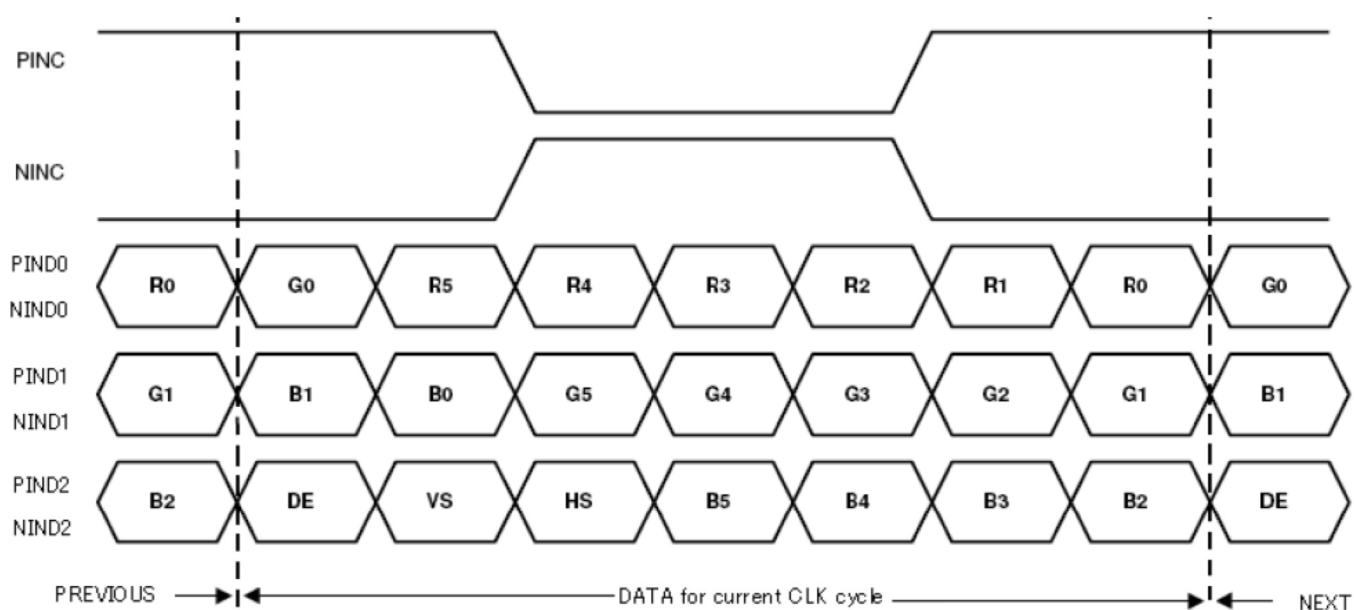 PINC
NINC
PIND0
R0 G0 R5 R4 R3 R2 R1 R0 G0
NIND0
PIND1
G1 B1 B0 G5 G4 G3 G2 G1 B1
NIND1
PIND2
B2 DE VS HS B5 B4 B3 B2 DE
NIND2
PREVIOUS DATA for current CLK cycle NEXT